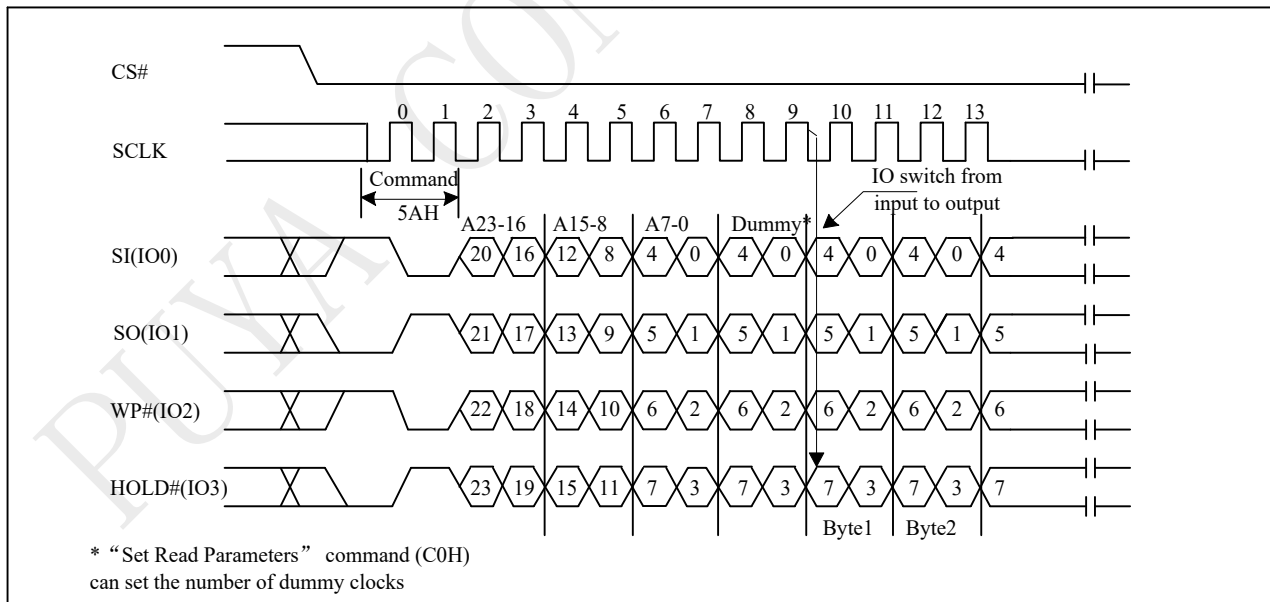 PUYA CON
CS#
0 1 2 3 4 5 6 7 8 9 10 11 12 13
SCLK
Command
IO switch from
input to output
5AH
A23-16 A15-8 A7-0 Dummy*
SI(IO0) 20 16 12 8 4 0 4 0 4 0 4 0 4
SO(IO1) 21 17 13 9 5 1 5 1 5 1 5 1 5
WP#(IO2) 22 18 14 10 6 2 6 2 6 2 6 2 6
HOLD#(IO3) 23 19 15 11 7 3 7 3 7 3 7 3 7
Byte1 Byte2
* “Set Read Parameters” command (C0H)
can set the number of dummy clocks